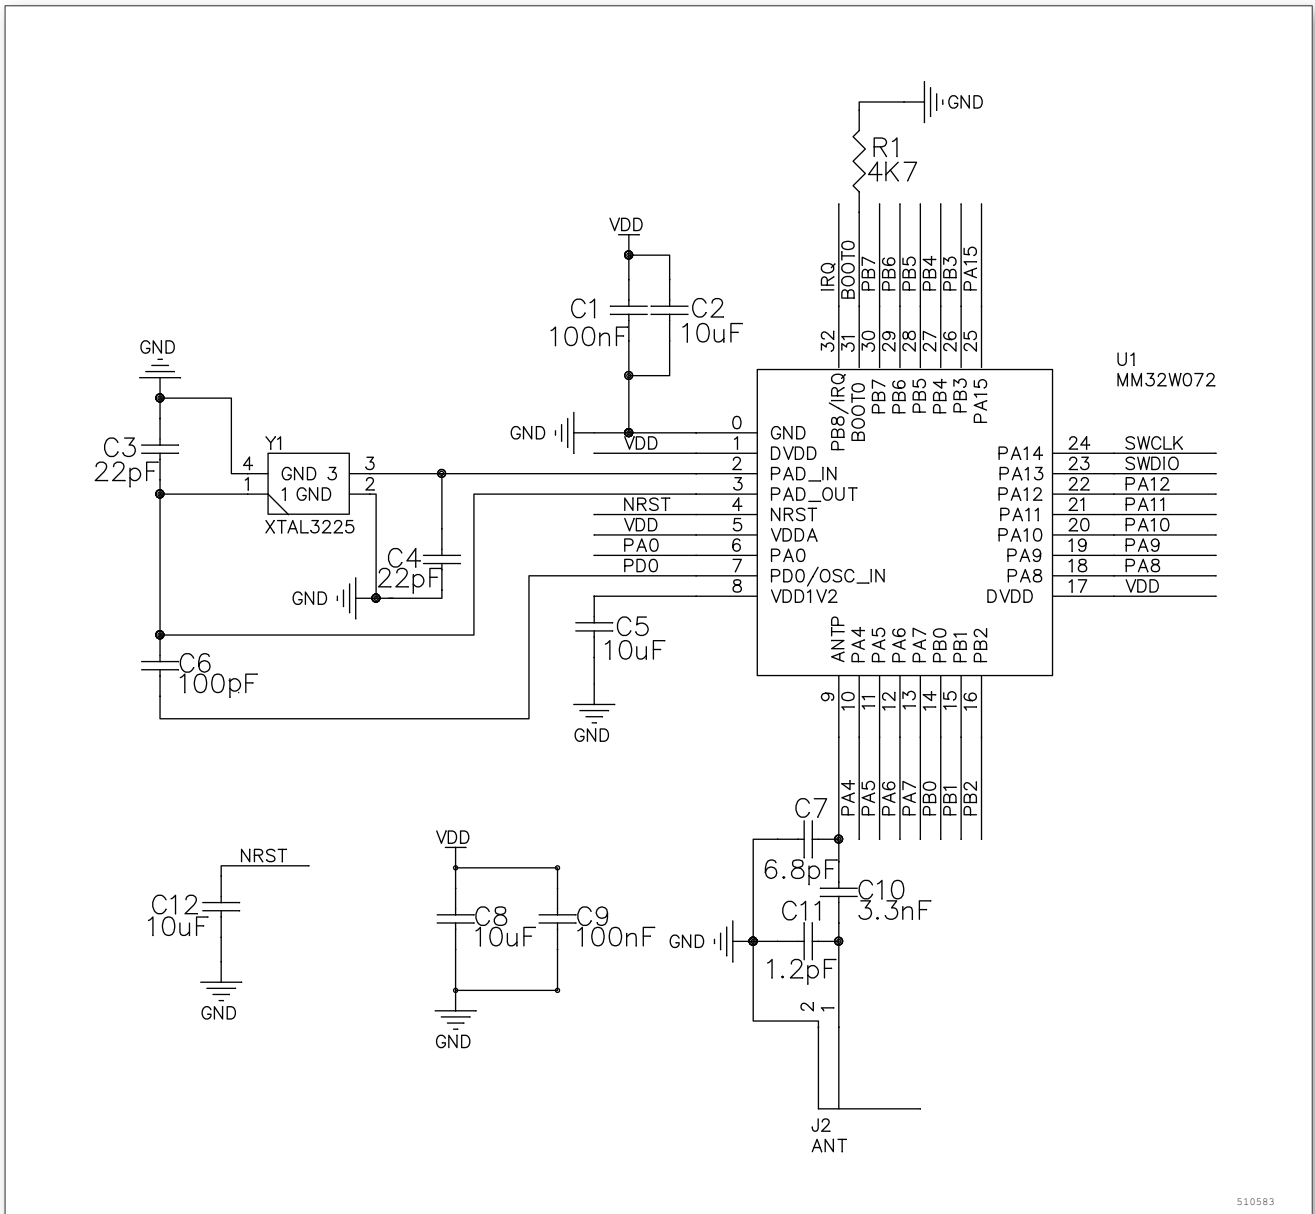 GND
R1
4K7
VDD
C1
100nF
C2
10uF
IRQ
BOOT0
PB7
PB6
PB5
PB4
PB3
PA15
32
31
30
29
28
27
26
25
PB8/IRQ
BOOT0
PB7
PB6
PB5
PB4
PB3
PA15
U1
MM32W072
GND
C3
22pF
Y1
4
1
GND 3
1 GND
3
2
XTAL3225
C4
22pF
GND
C6
100pF
GND
VDD
NRST
VDD
PA0
PD0
0
1
2
3
4
5
6
7
8
GND
DVDD
PAD_IN
PAD_OUT
NRST
VDDA
PA0
PD0/OSC_IN
VDD1V2
PA14
PA13
PA12
PA11
PA10
PA9
PA8
DVDD
24
23
22
21
20
19
18
17
SWCLK
SWDIO
PA12
PA11
PA10
PA9
PA8
VDD
C5
10uF
GND
ANTP
PA4
PA5
PA6
PA7
PB0
PB1
PB2
9
10
11
12
13
14
15
16
PA4
PA5
PA6
PA7
PB0
PB1
PB2
C7
6.8pF
C10
3.3nF
C11
1.2pF
GND
2
1
J2
ANT
NRST
C12
10uF
GND
VDD
C8
10uF
C9
100nF
GND
510583